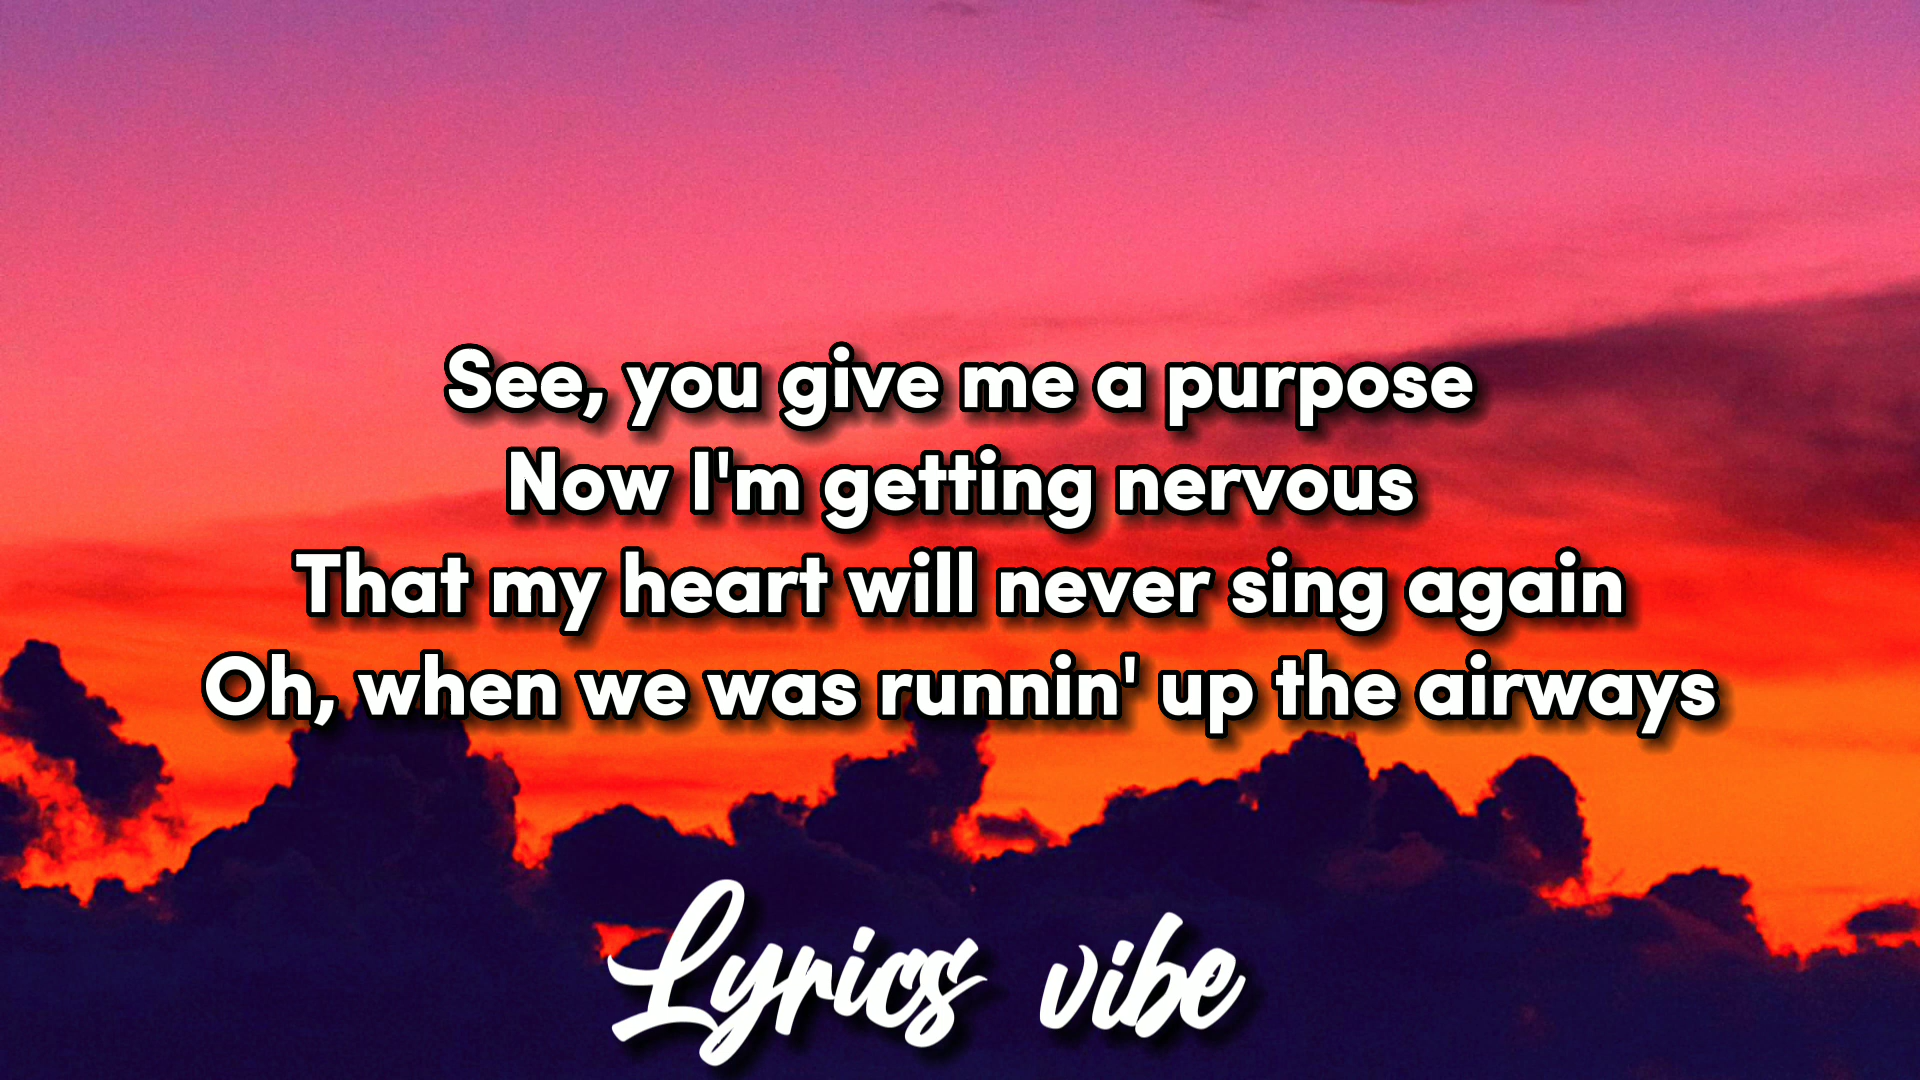 See, you give me a purpose
Now I'm getting nervous
That my heart will never sing again
Oh, when we was runnin' up the airways
Lyrics vibe